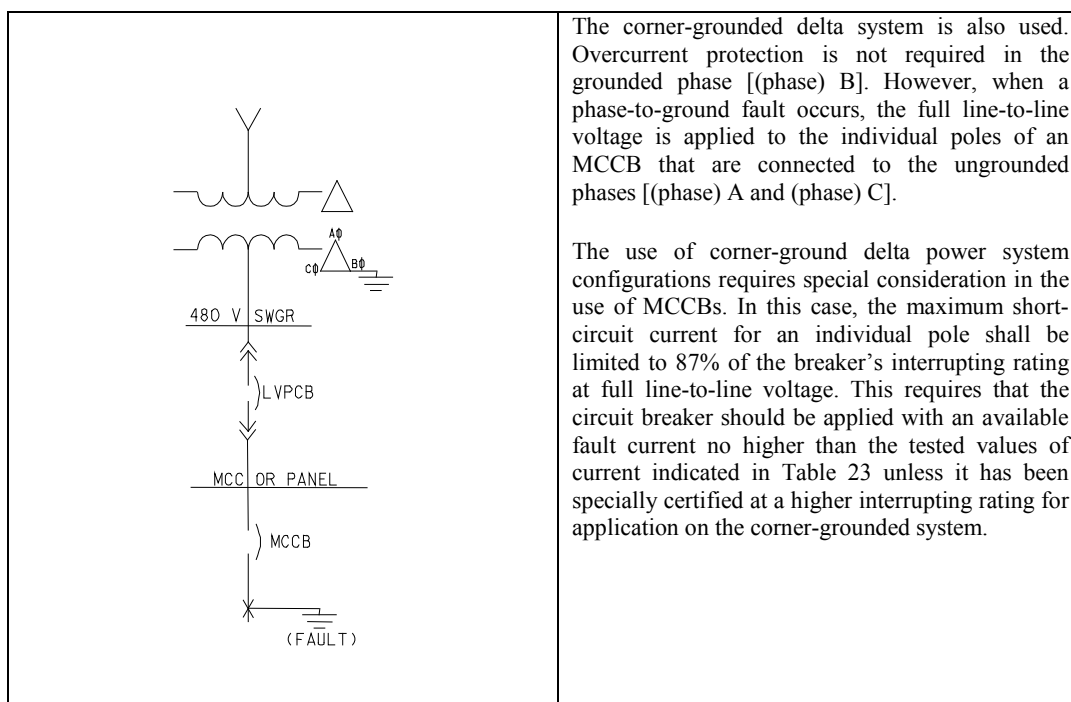 AΦ
CΦ BΦ
480 V SWGR
LVPCB
MCC OR PANEL
MCCB
(FAULT)
The corner-grounded delta system is also used.
Overcurrent protection is not required in the
grounded phase [(phase) B]. However, when a
phase-to-ground fault occurs, the full line-to-line
voltage is applied to the individual poles of an
MCCB that are connected to the ungrounded
phases [(phase) A and (phase) C].
The use of corner-ground delta power system
configurations requires special consideration in the
use of MCCBs. In this case, the maximum short-
circuit current for an individual pole shall be
limited to 87% of the breaker's interrupting rating
at full line-to-line voltage. This requires that the
circuit breaker should be applied with an available
fault current no higher than the tested values of
current indicated in Table 23 unless it has been
specially certified at a higher interrupting rating for
application on the corner-grounded system.